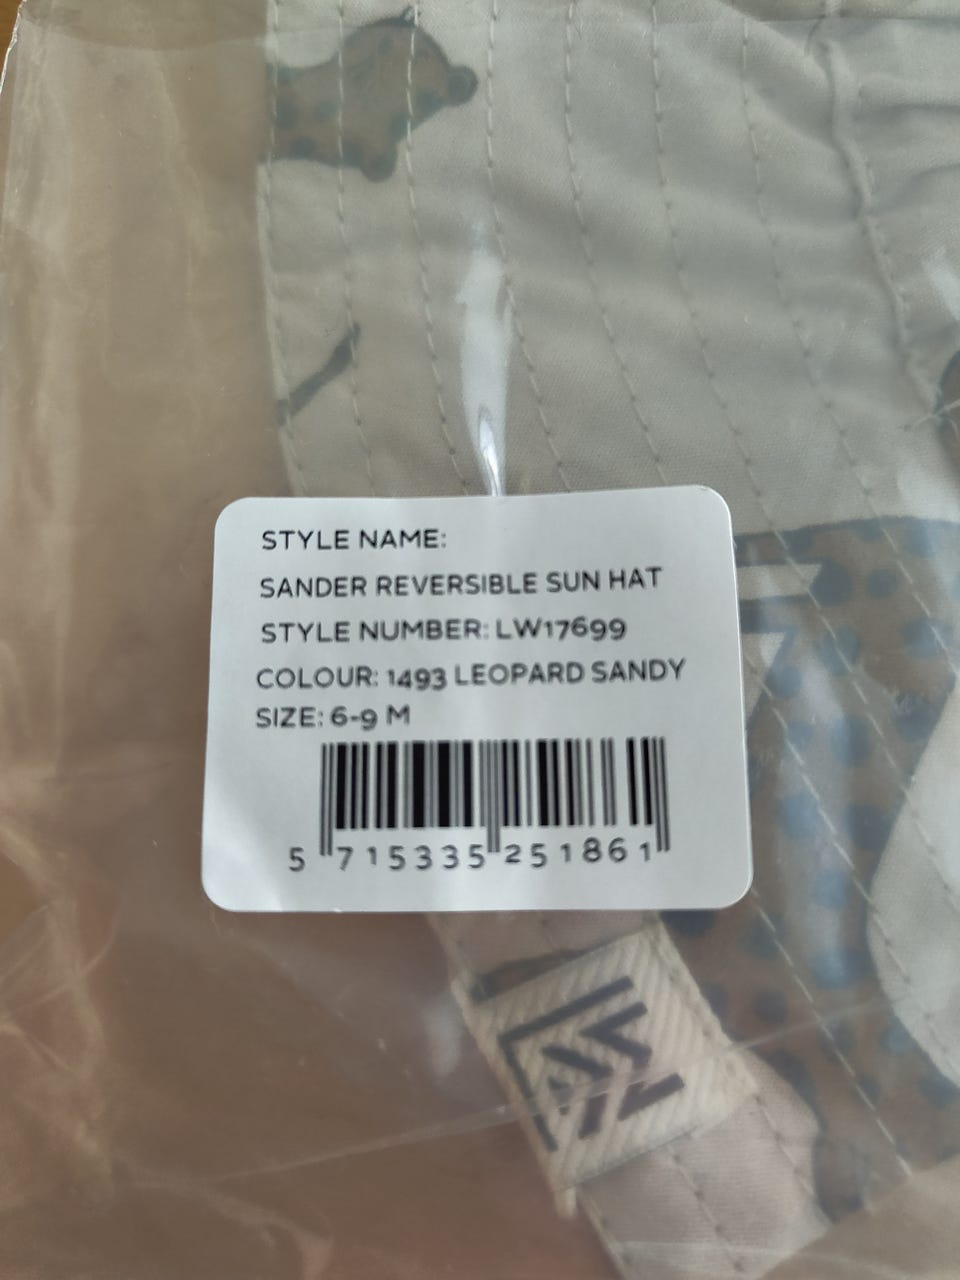 STYLE NAME:
SANDER REVERSIBLE SUN HAT
STYLE NUMBER: LW17699
COLOUR: 1493 LEOPARD SANDY
SIZE: 6-9 M
5 715335 251861